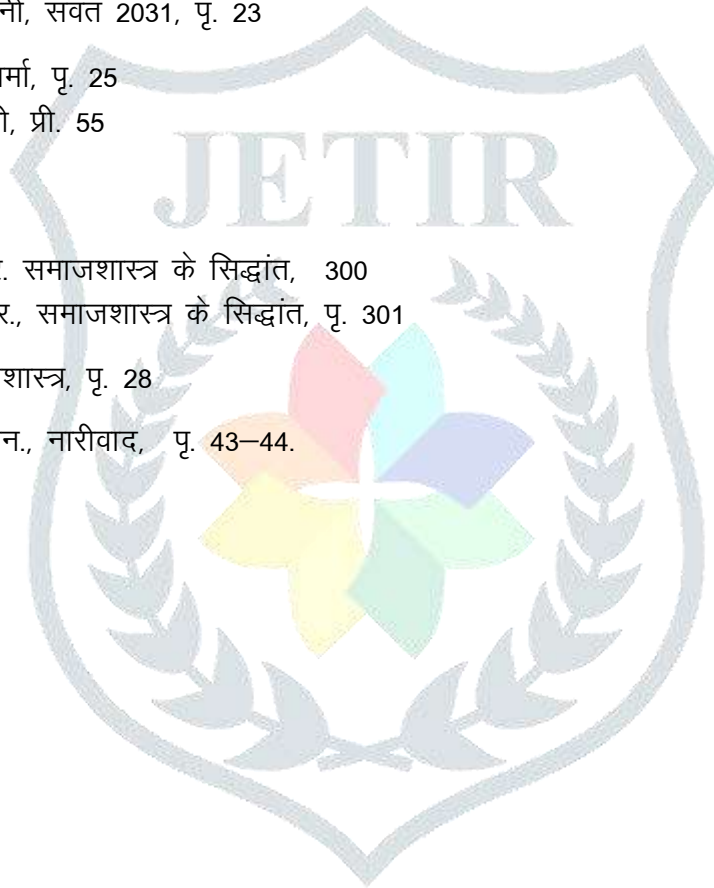 नी, सवत 2031, पृ. 23
र्मा, पृ. 25
ी, प्री. 55
JETIR
र. समाजशास्त्र के सिद्धांत, 300
र., समाजशास्त्र के सिद्धांत, पृ. 301
शास्त्र, पृ. 28
न., नारीवाद, पृ. 43–44.